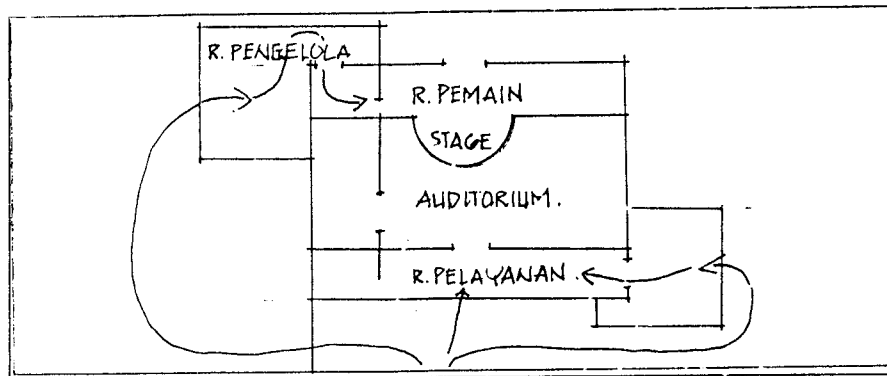 R. PENGELOLA
R. PEMAIN
STAGE
AUDITORIUM.
R. PELAYANAN.